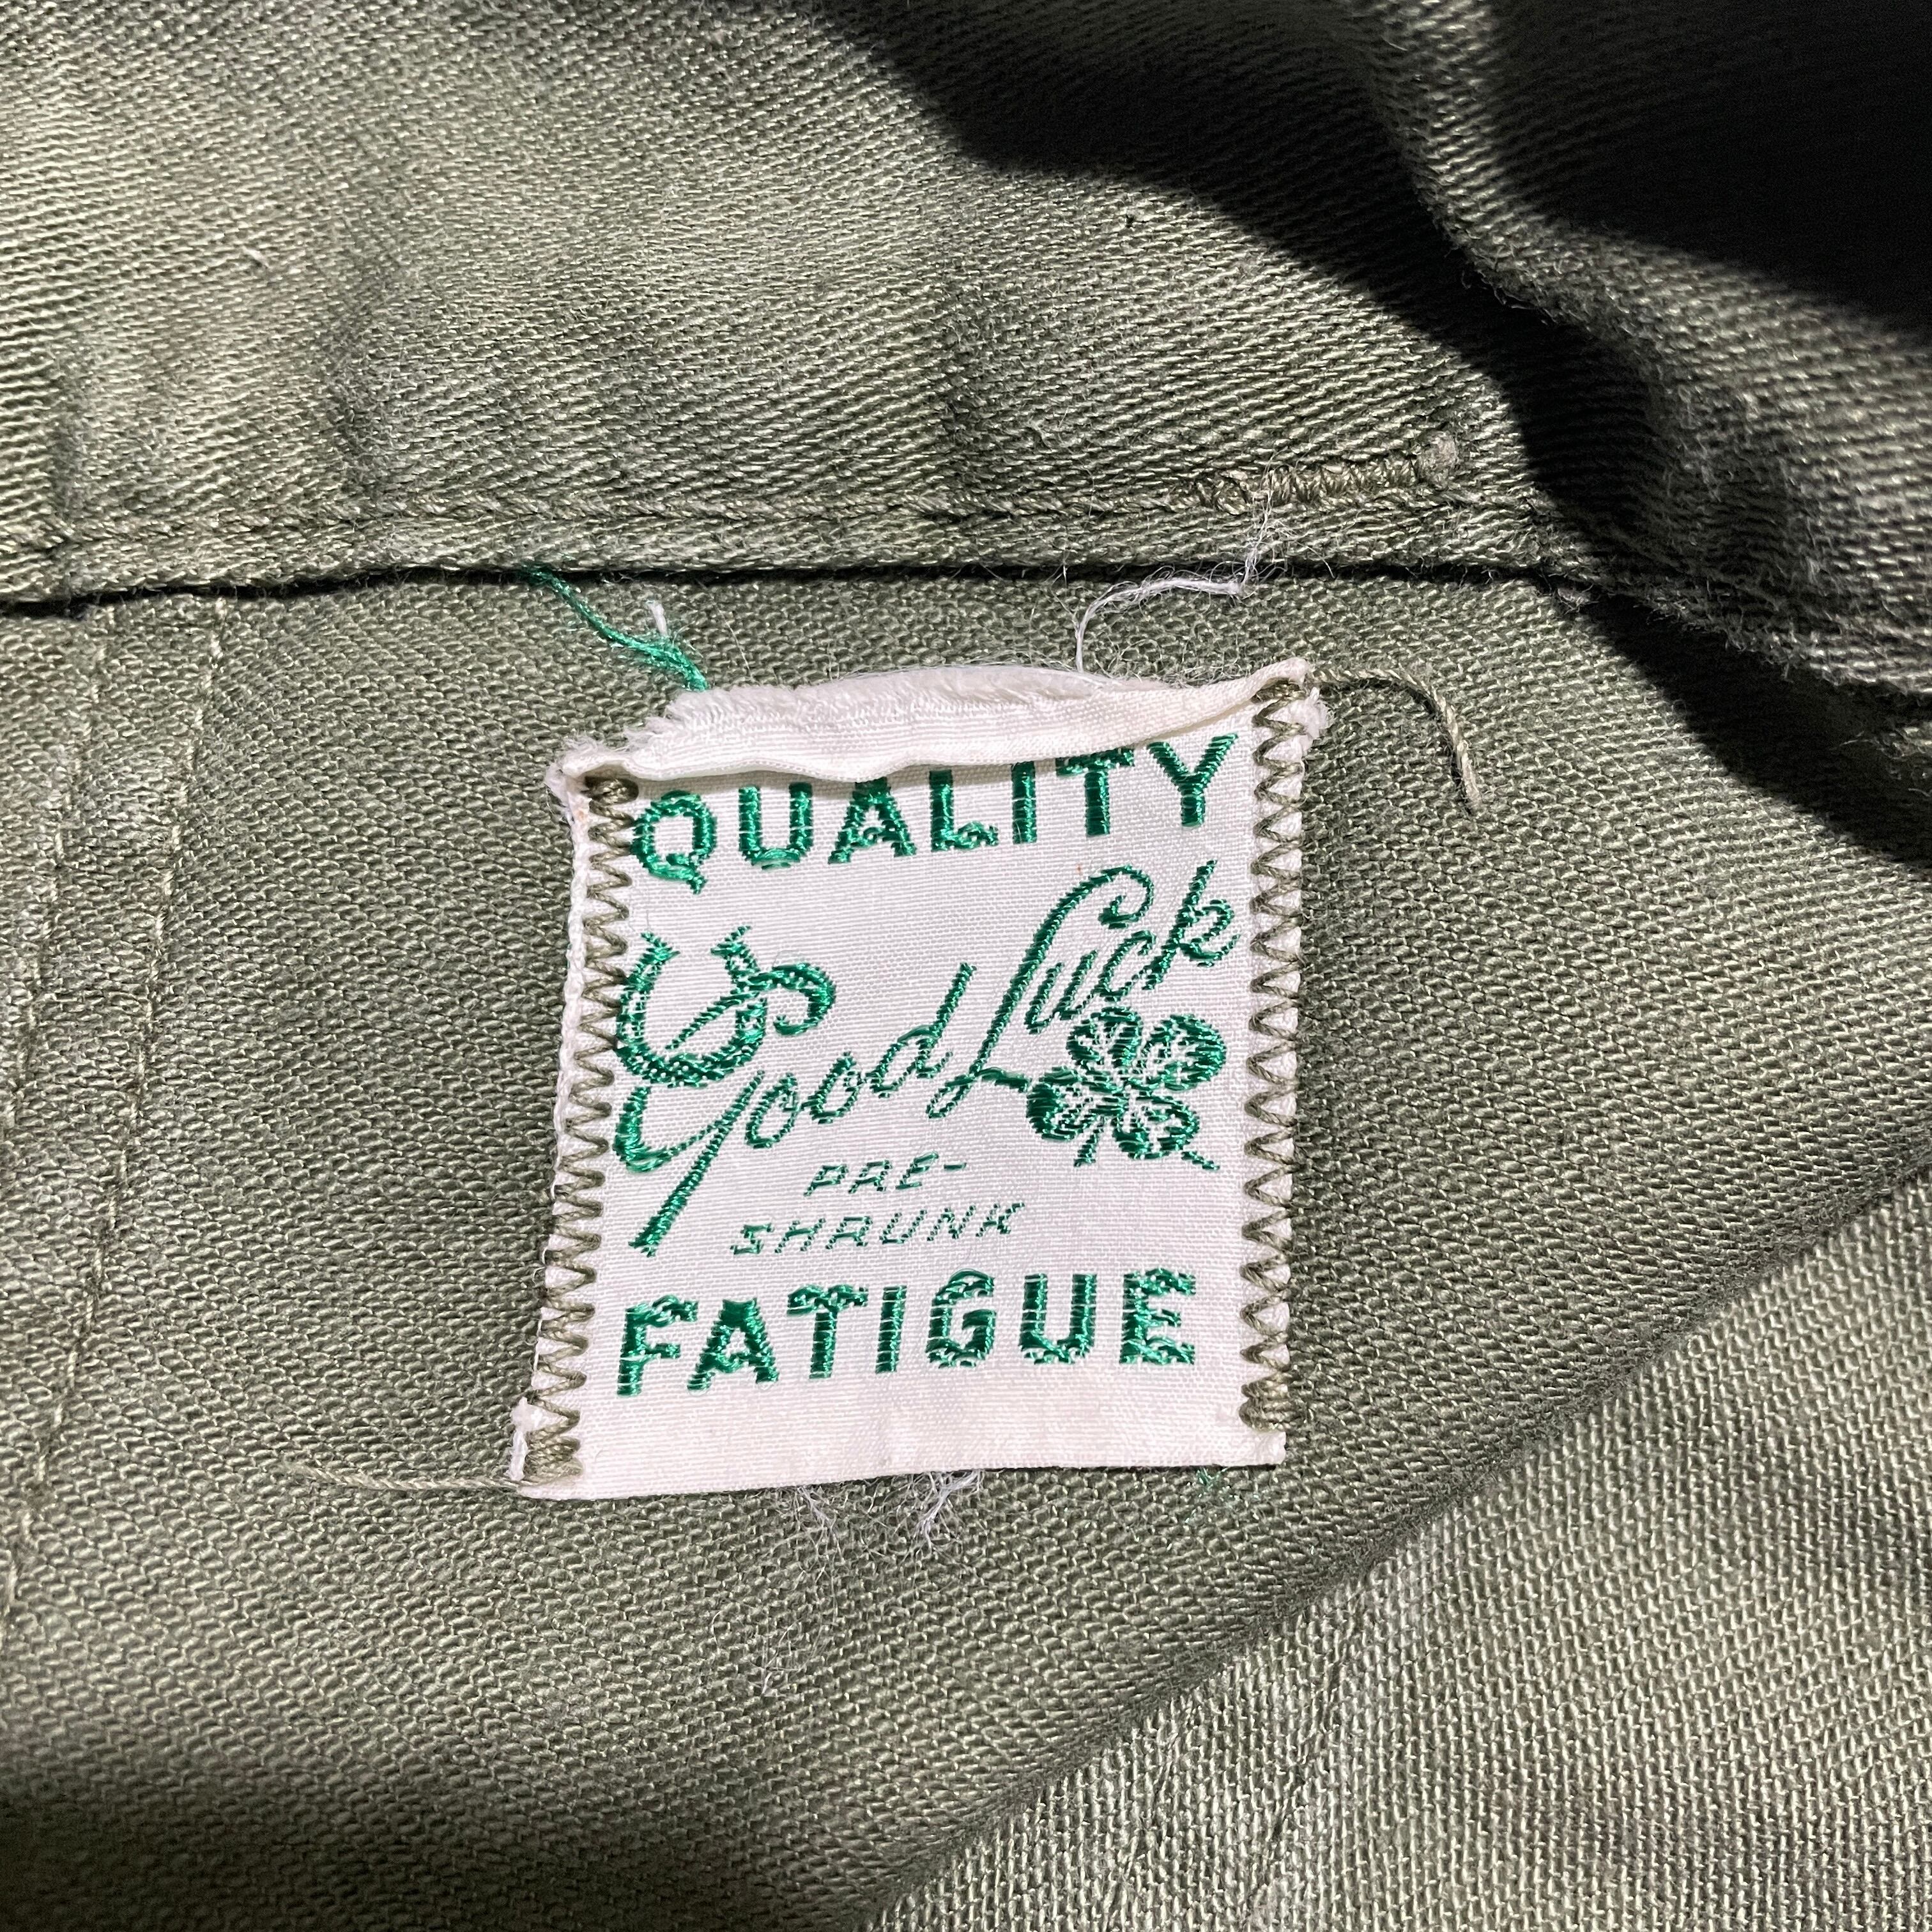 QUALITY
Good Luck
PRE-
SHRUNK
FATIGUE